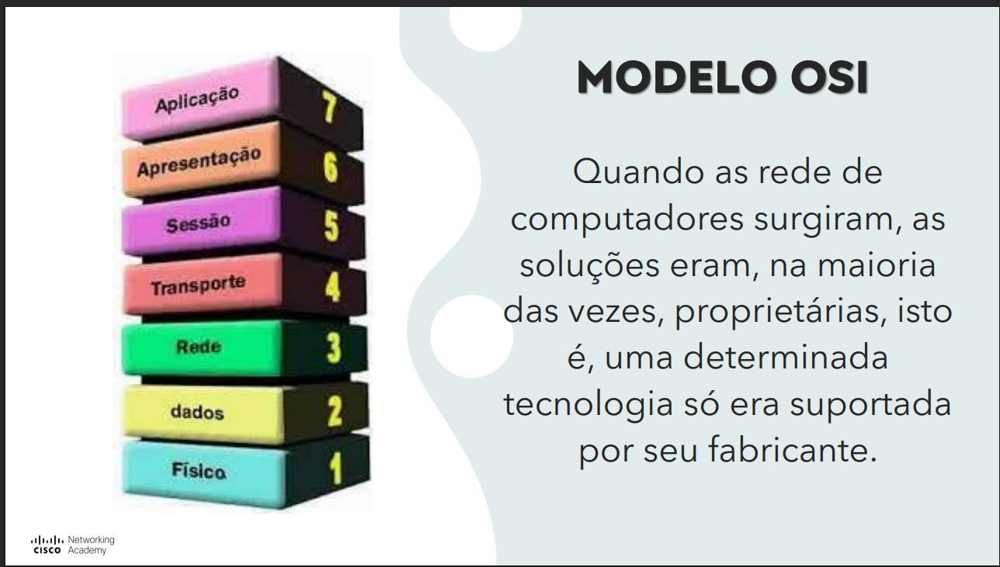 MODELO OSI
Quando as rede de
computadores surgiram, as
soluções eram, na maioria
das vezes, proprietárias, isto
é, uma determinada
tecnologia só era suportada
por seu fabricante.
Aplicação 7
Apresentação 6
Sessão 5
Transporte 4
Rede 3
dados 2
Físico 1
CISCO Networking
Academy